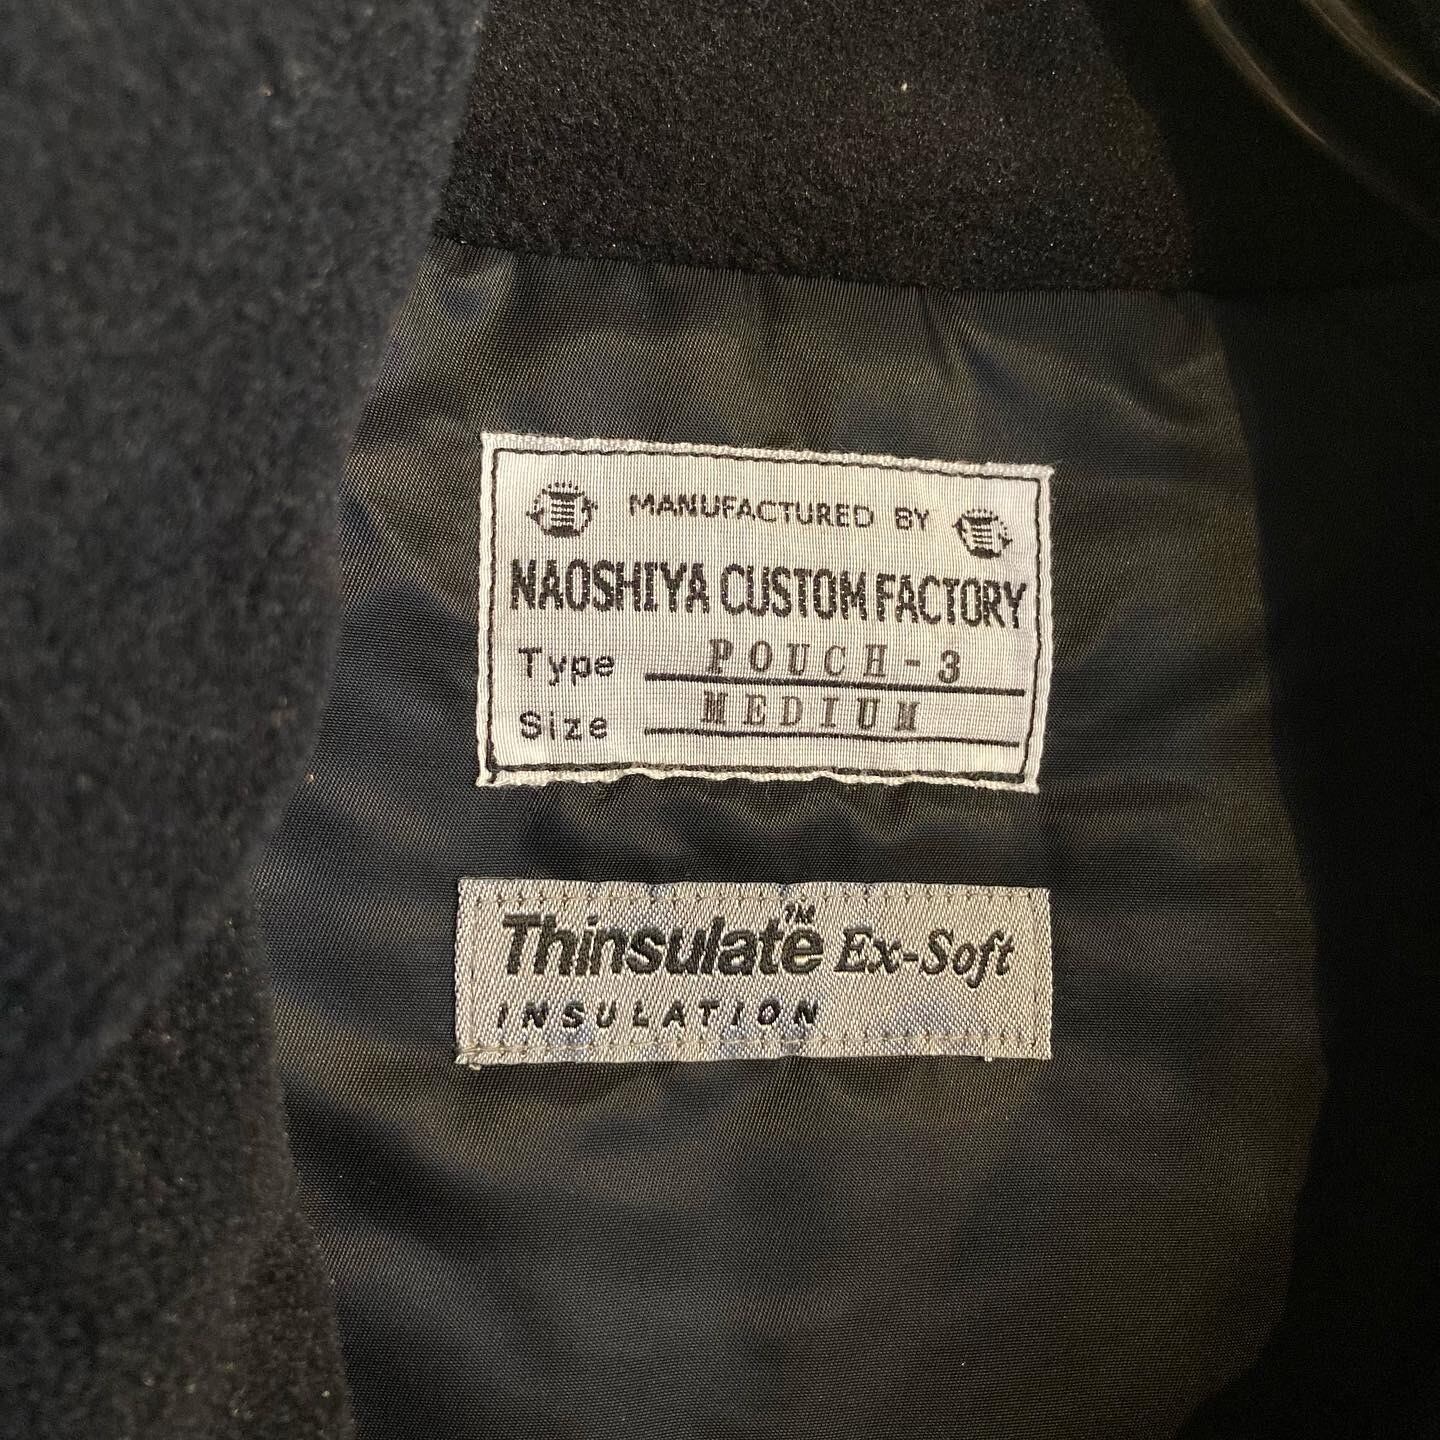 MANUFACTURED BY
NAOSHIYA CUSTOM FACTORY
Type POUCH-3
Size MEDIUM
Thinsulate™ Ex-Soft
INSULATION